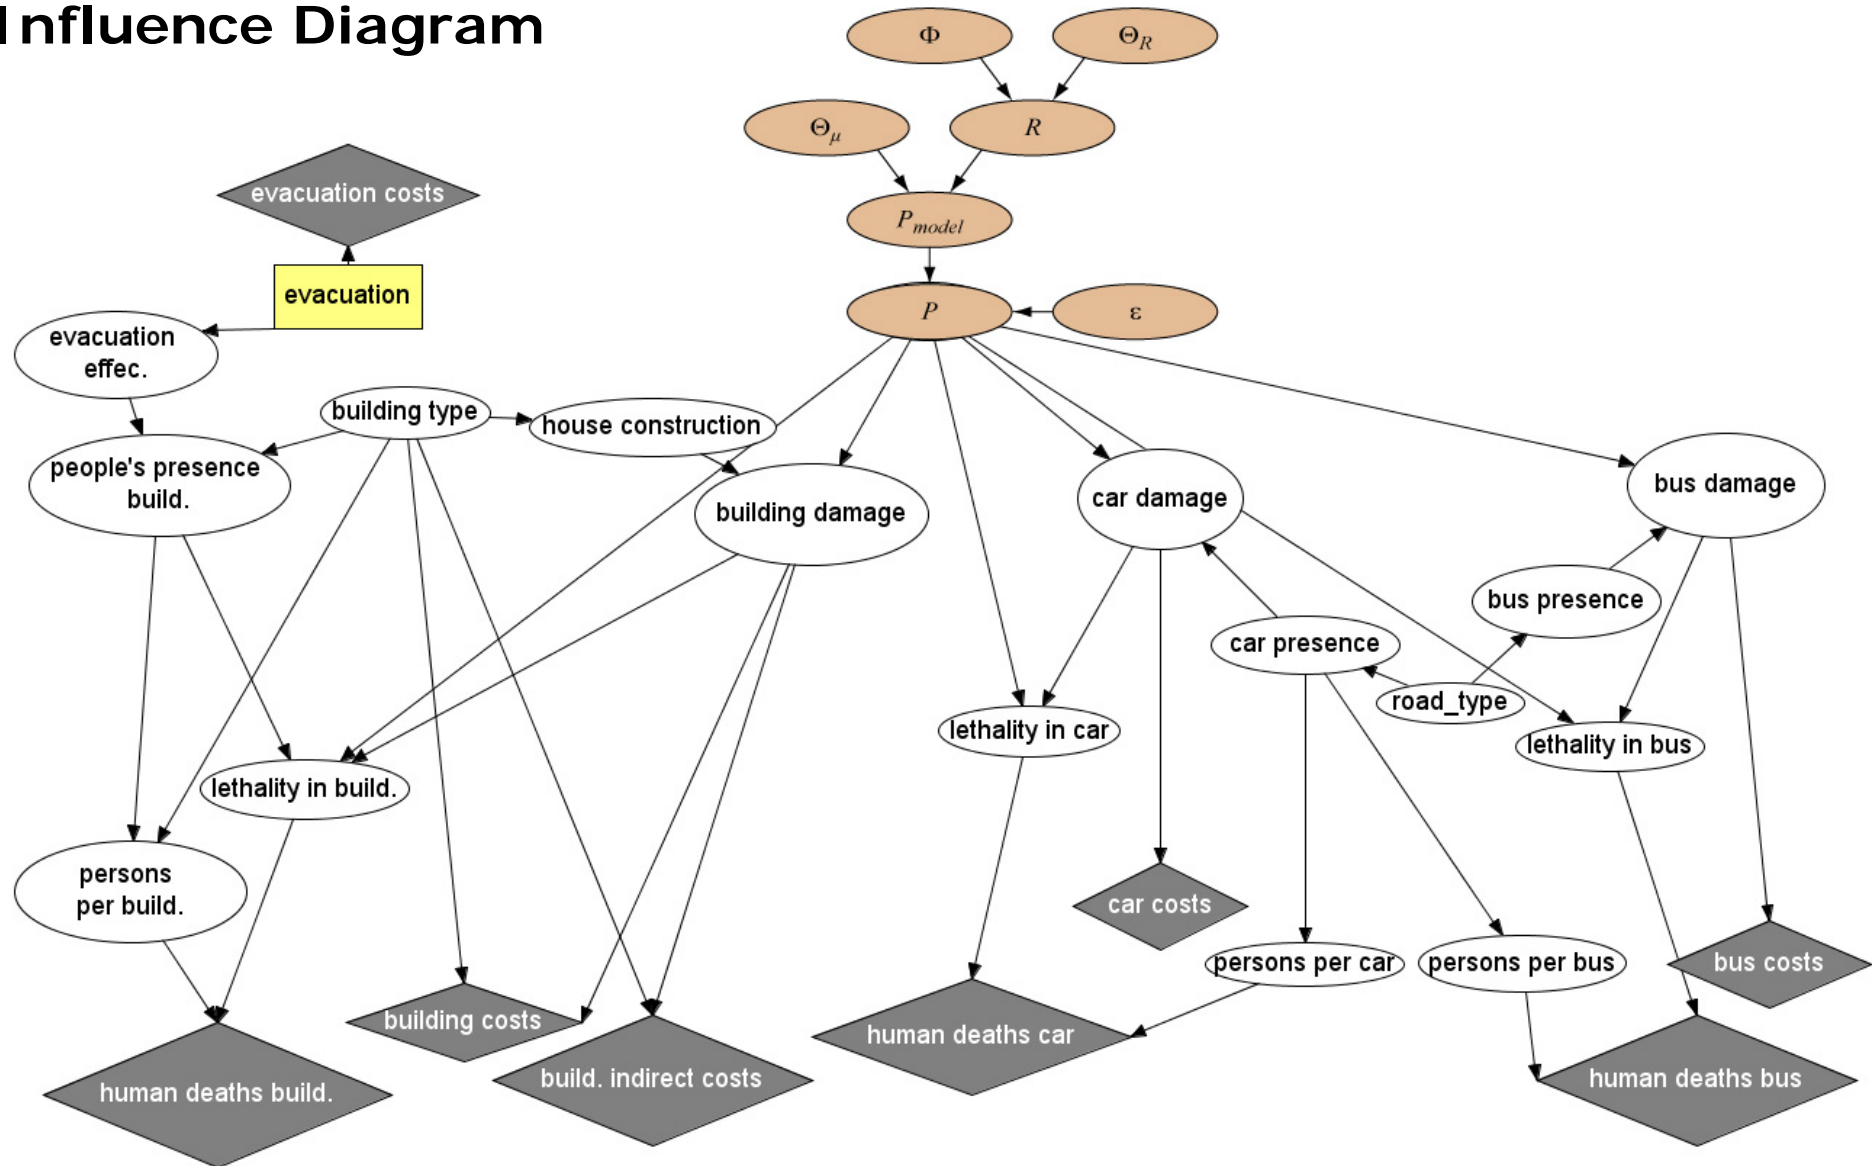 Influence Diagram
Φ
Θ_R
Θ_μ
R
evacuation costs
P_model
evacuation
P
ε
evacuation
effec.
building type
house construction
people's presence
build.
building damage
car damage
bus damage
bus presence
car presence
road_type
lethality in car
lethality in bus
lethality in build.
persons
per build.
car costs
persons per car
persons per bus
bus costs
building costs
human deaths car
build. indirect costs
human deaths bus
human deaths build.